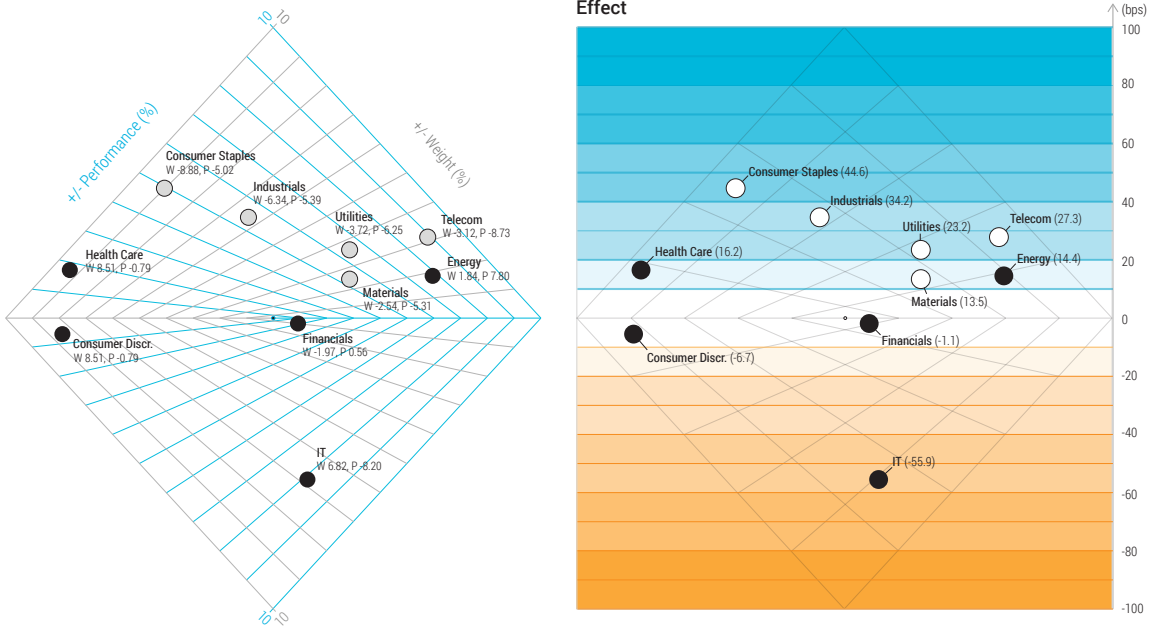 10 10
+/- Performance (%)
+/- Weight (%)
Consumer Staples
W -8.88, P -5.02
Industrials
W -6.34, P -5.39
Utilities
W -3.72, P -6.25
Telecom
W -3.12, P -8.73
Health Care
W 8.51, P -0.79
Energy
W 1.84, P 7.80
Materials
W -2.54, P -5.31
Consumer Discr.
W 8.51, P -0.79
Financials
W -1.97, P 0.56
IT
W 6.82, P -8.20
10 10
Effect
(bps)
100
80
60
40
20
0
-20
-40
-60
-80
-100
Consumer Staples (44.6)
Industrials (34.2)
Utilities (23.2)
Telecom (27.3)
Health Care (16.2)
Energy (14.4)
Materials (13.5)
Financials (-1.1)
Consumer Discr. (-6.7)
IT (-55.9)